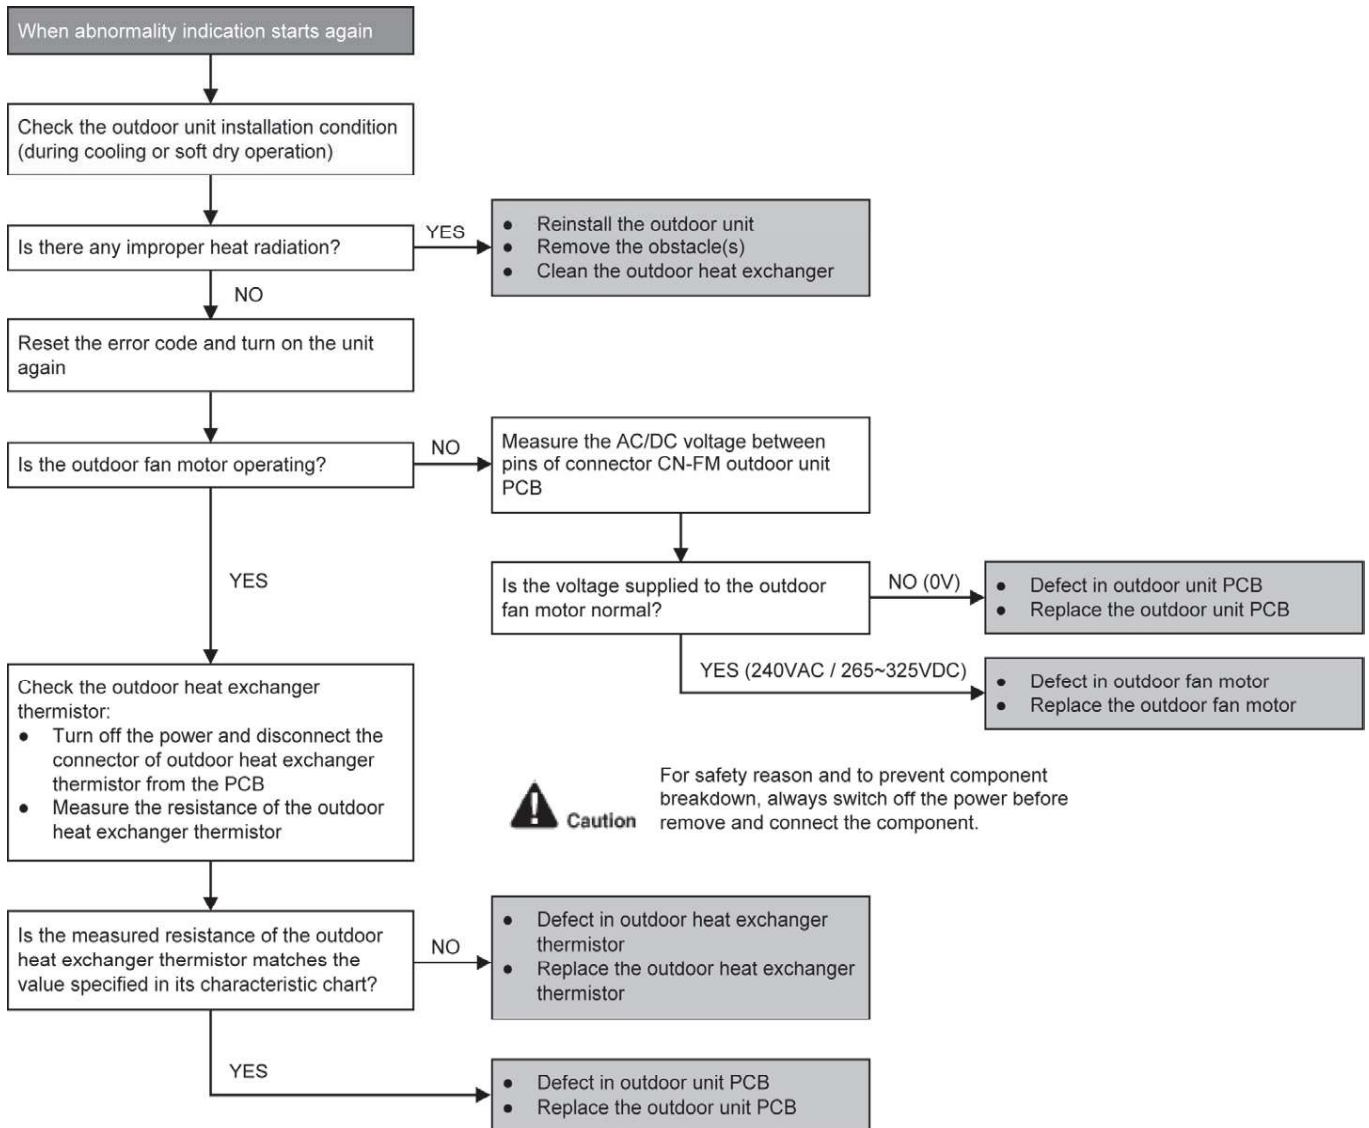 When abnormality indication starts again
Check the outdoor unit installation condition
(during cooling or soft dry operation)
Is there any improper heat radiation?
YES
● Reinstall the outdoor unit
● Remove the obstacle(s)
● Clean the outdoor heat exchanger
NO
Reset the error code and turn on the unit
again
Is the outdoor fan motor operating?
NO
Measure the AC/DC voltage between
pins of connector CN-FM outdoor unit
PCB
YES
Is the voltage supplied to the outdoor
fan motor normal?
NO (0V)
● Defect in outdoor unit PCB
● Replace the outdoor unit PCB
YES (240VAC / 265~325VDC)
● Defect in outdoor fan motor
● Replace the outdoor fan motor
Check the outdoor heat exchanger
thermistor:
● Turn off the power and disconnect the
connector of outdoor heat exchanger
thermistor from the PCB
● Measure the resistance of the outdoor
heat exchanger thermistor
Caution
For safety reason and to prevent component
breakdown, always switch off the power before
remove and connect the component.
Is the measured resistance of the outdoor
heat exchanger thermistor matches the
value specified in its characteristic chart?
NO
● Defect in outdoor heat exchanger
thermistor
● Replace the outdoor heat exchanger
thermistor
YES
● Defect in outdoor unit PCB
● Replace the outdoor unit PCB